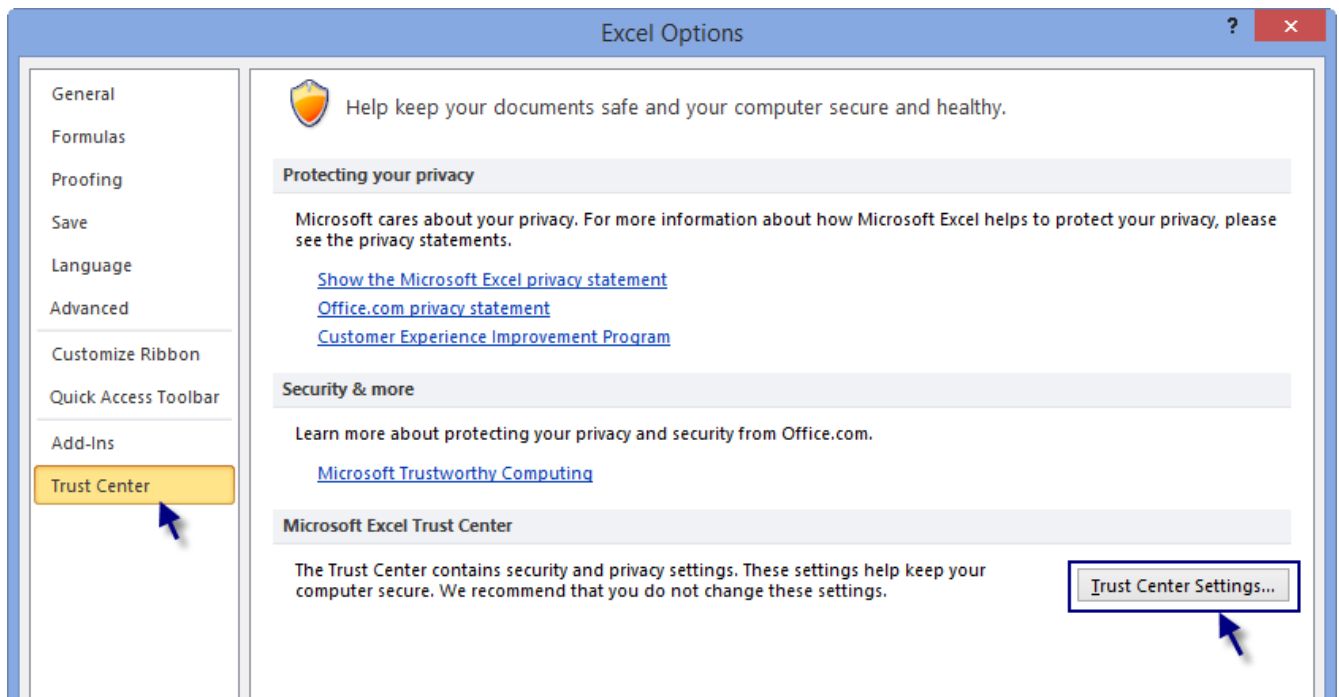 Excel Options
?
General
Formulas
Proofing
Save
Language
Advanced
Customize Ribbon
Quick Access Toolbar
Add-Ins
Trust Center
Help keep your documents safe and your computer secure and healthy.
Protecting your privacy
Microsoft cares about your privacy. For more information about how Microsoft Excel helps to protect your privacy, please
see the privacy statements.
Show the Microsoft Excel privacy statement
Office.com privacy statement
Customer Experience Improvement Program
Security & more
Learn more about protecting your privacy and security from Office.com.
Microsoft Trustworthy Computing
Microsoft Excel Trust Center
The Trust Center contains security and privacy settings. These settings help keep your
computer secure. We recommend that you do not change these settings.
Trust Center Settings...